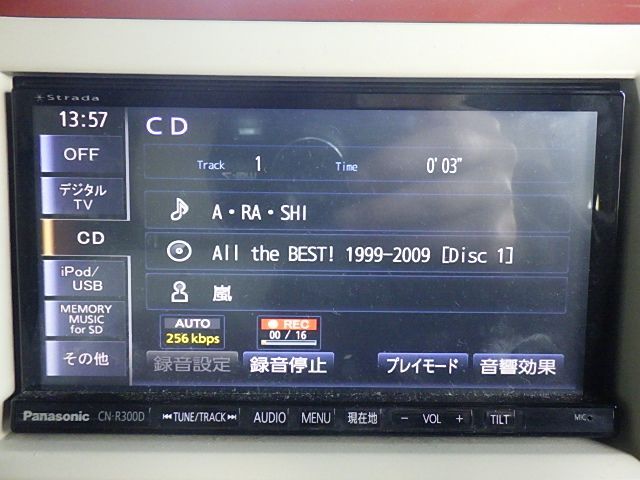 Strada
13:57
CD
OFF
Track 1 Time 0'03"
デジタル
TV
A・RA・SHI
CD
All the BEST! 1999-2009 [Disc 1]
iPod/
USB
嵐
MEMORY
MUSIC
for SD
AUTO
256 kbps
REC
00 / 16
その他
録音設定
録音停止
プレイモード
音響効果
Panasonic CN-R300D TUNE/TRACK AUDIO MENU 現在地 − VOL + TILT MIC